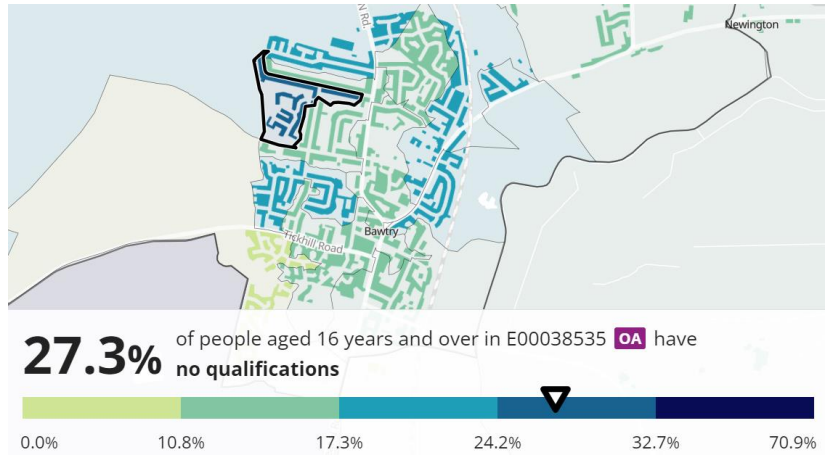 N Rd
Newington
Bawtry
Tickhill Road
27.3%
of people aged 16 years and over in E00038535 OA have
no qualifications
0.0% 10.8% 17.3% 24.2% 32.7% 70.9%